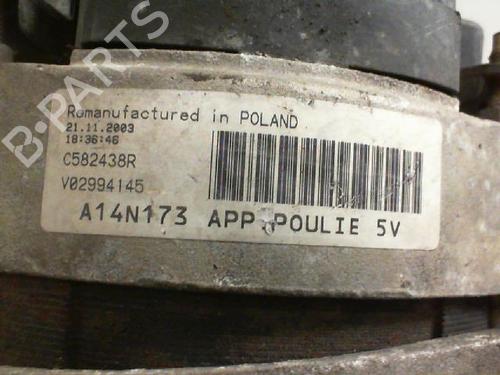 B-PARTS
Remanufactured in POLAND
21.11.2003
18:36:46
C582438R
V02994145
A14N173 APP.POULIE 5V